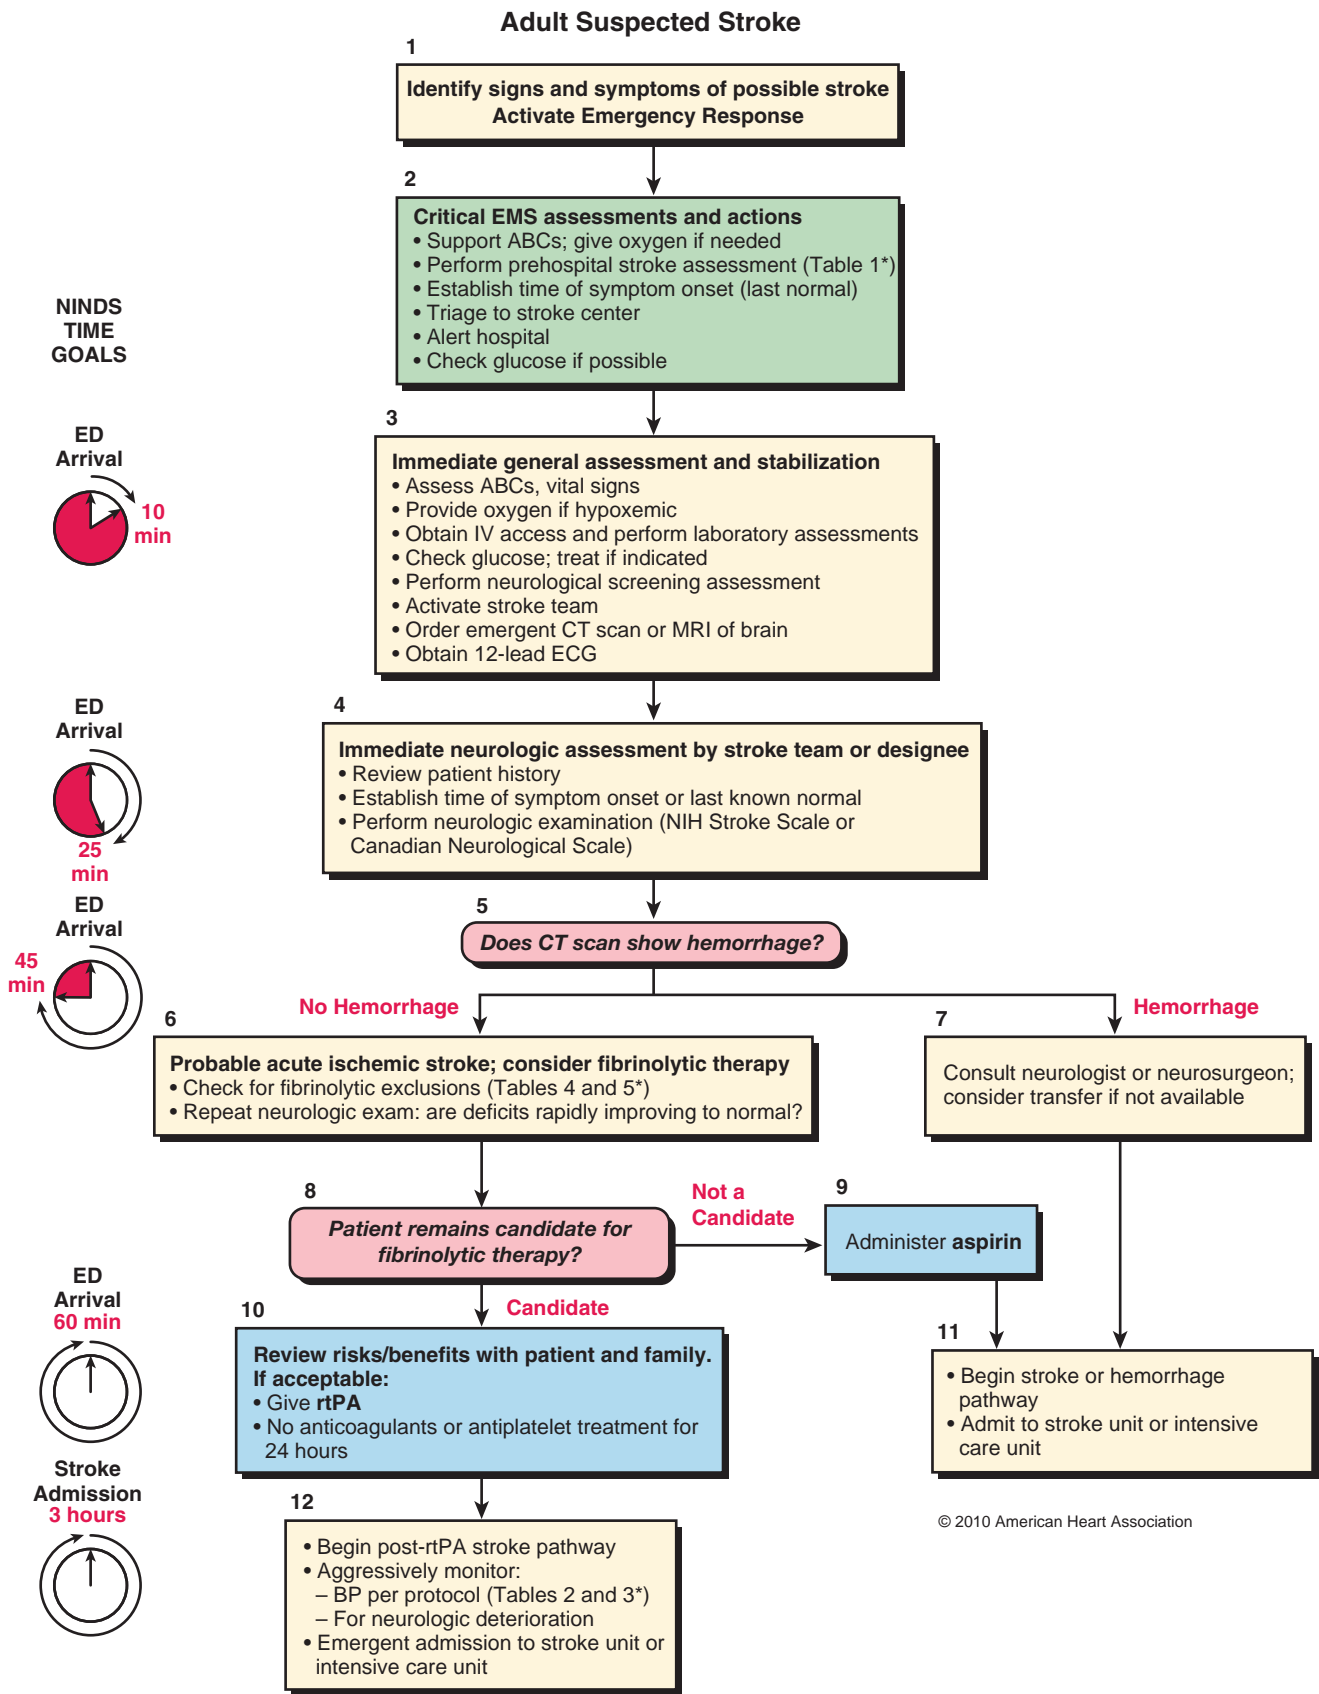 Adult Suspected Stroke
1
Identify signs and symptoms of possible stroke
Activate Emergency Response
2
Critical EMS assessments and actions
• Support ABCs; give oxygen if needed
• Perform prehospital stroke assessment (Table 1*)
• Establish time of symptom onset (last normal)
• Triage to stroke center
• Alert hospital
• Check glucose if possible
NINDS
TIME
GOALS
ED
Arrival
10
min
3
Immediate general assessment and stabilization
• Assess ABCs, vital signs
• Provide oxygen if hypoxemic
• Obtain IV access and perform laboratory assessments
• Check glucose; treat if indicated
• Perform neurological screening assessment
• Activate stroke team
• Order emergent CT scan or MRI of brain
• Obtain 12-lead ECG
ED
Arrival
25
min
4
Immediate neurologic assessment by stroke team or designee
• Review patient history
• Establish time of symptom onset or last known normal
• Perform neurologic examination (NIH Stroke Scale or
Canadian Neurological Scale)
ED
Arrival
45
min
5
Does CT scan show hemorrhage?
No Hemorrhage
Hemorrhage
6
Probable acute ischemic stroke; consider fibrinolytic therapy
• Check for fibrinolytic exclusions (Tables 4 and 5*)
• Repeat neurologic exam: are deficits rapidly improving to normal?
7
Consult neurologist or neurosurgeon;
consider transfer if not available
8
Patient remains candidate for
fibrinolytic therapy?
Not a
Candidate
9
Administer aspirin
Candidate
ED
Arrival
60 min
10
Review risks/benefits with patient and family.
If acceptable:
• Give rtPA
• No anticoagulants or antiplatelet treatment for
24 hours
11
• Begin stroke or hemorrhage
pathway
• Admit to stroke unit or intensive
care unit
Stroke
Admission
3 hours
12
• Begin post-rtPA stroke pathway
• Aggressively monitor:
– BP per protocol (Tables 2 and 3*)
– For neurologic deterioration
• Emergent admission to stroke unit or
intensive care unit
© 2010 American Heart Association